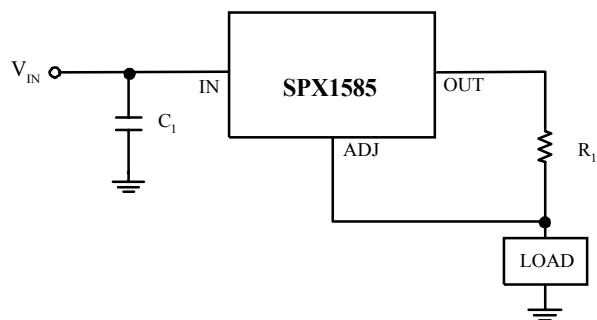 V_IN
IN
SPX1585
OUT
C_1
ADJ
R_1
LOAD